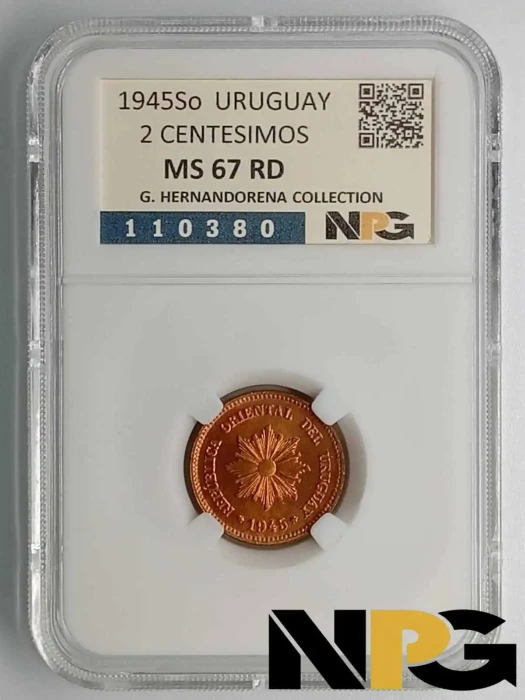 1945So URUGUAY
2 CENTESIMOS
MS 67 RD
G. HERNANDORENA COLLECTION
110380 NPG
REPUBLICA ORIENTAL DEL URUGUAY
1945
NPG